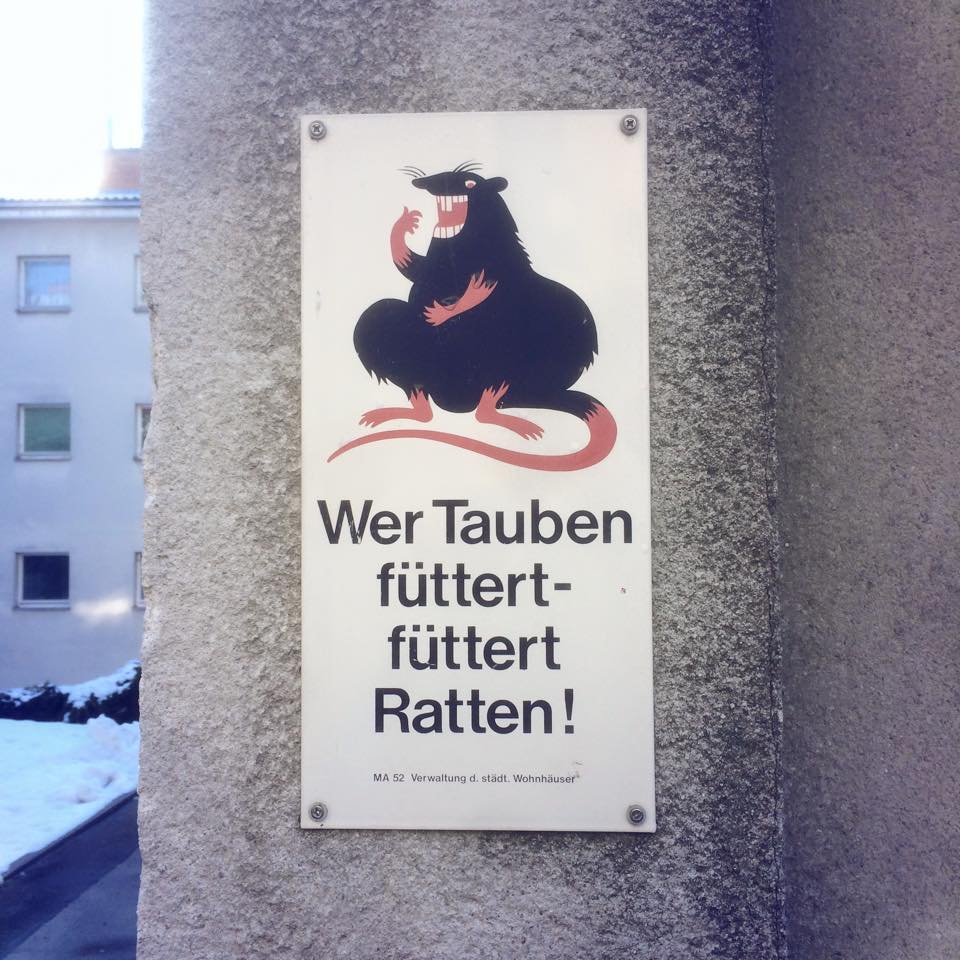 Wer Tauben
füttert-
füttert
Ratten!
MA 52 Verwaltung d. städt. Wohnhäuser